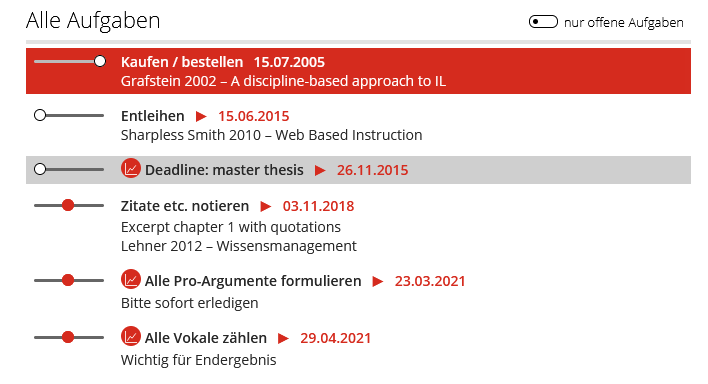 Alle Aufgaben
nur offene Aufgaben
Kaufen / bestellen 15.07.2005
Grafstein 2002 – A discipline-based approach to IL
Entleihen ▶ 15.06.2015
Sharpless Smith 2010 – Web Based Instruction
Deadline: master thesis ▶ 26.11.2015
Zitate etc. notieren ▶ 03.11.2018
Excerpt chapter 1 with quotations
Lehner 2012 – Wissensmanagement
Alle Pro-Argumente formulieren ▶ 23.03.2021
Bitte sofort erledigen
Alle Vokale zählen ▶ 29.04.2021
Wichtig für Endergebnis